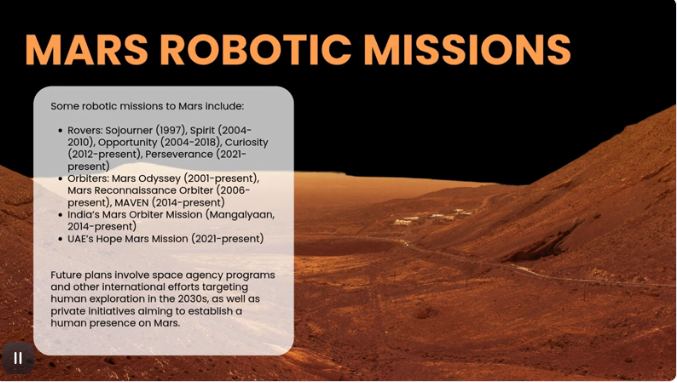 MARS ROBOTIC MISSIONS
Some robotic missions to Mars include:
• Rovers: Sojourner (1997), Spirit (2004-
2010), Opportunity (2004-2018), Curiosity
(2012-present), Perseverance (2021-
present)
• Orbiters: Mars Odyssey (2001-present),
Mars Reconnaissance Orbiter (2006-
present), MAVEN (2014-present)
• India's Mars Orbiter Mission (Mangalyaan,
2014-present)
• UAE's Hope Mars Mission (2021-present)
Future plans involve space agency programs
and other international efforts targeting
human exploration in the 2030s, as well as
private initiatives aiming to establish a
human presence on Mars.